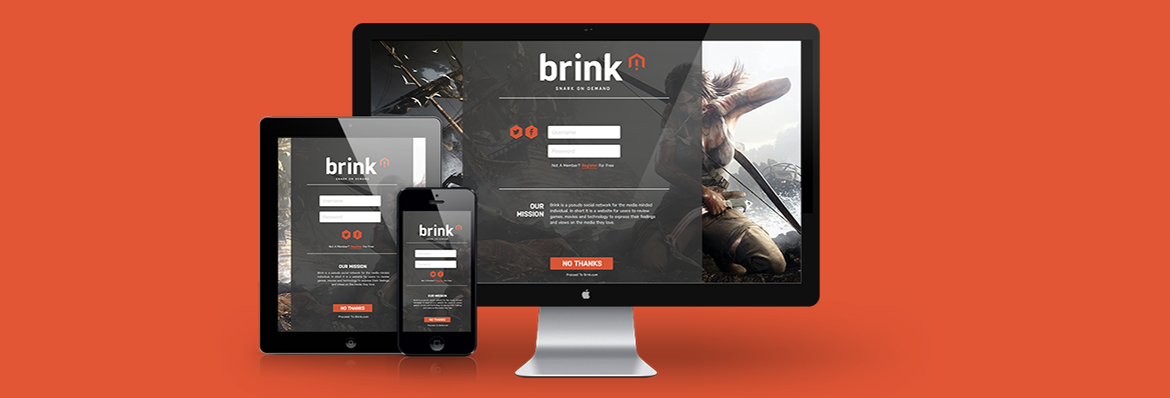 brink
SNARK ON DEMAND
Username
Password
Not A Member? Register For Free
OUR
MISSION
Brink is a pseudo social network for the media minded
individual. In short it is a website for users to review
games, movies and technology to express their feelings
and views on the media they love.
NO THANKS
Proceed To Brink.com
brink
SNARK ON DEMAND
Username
Password
Not A Member? Register For Free
OUR MISSION
Brink is a pseudo social network for the media minded
individual. In short it is a website for users to review
games, movies and technology to express their feelings
and views on the media they love.
NO THANKS
Proceed To Brink.com
brink
OUR MISSION
NO THANKS